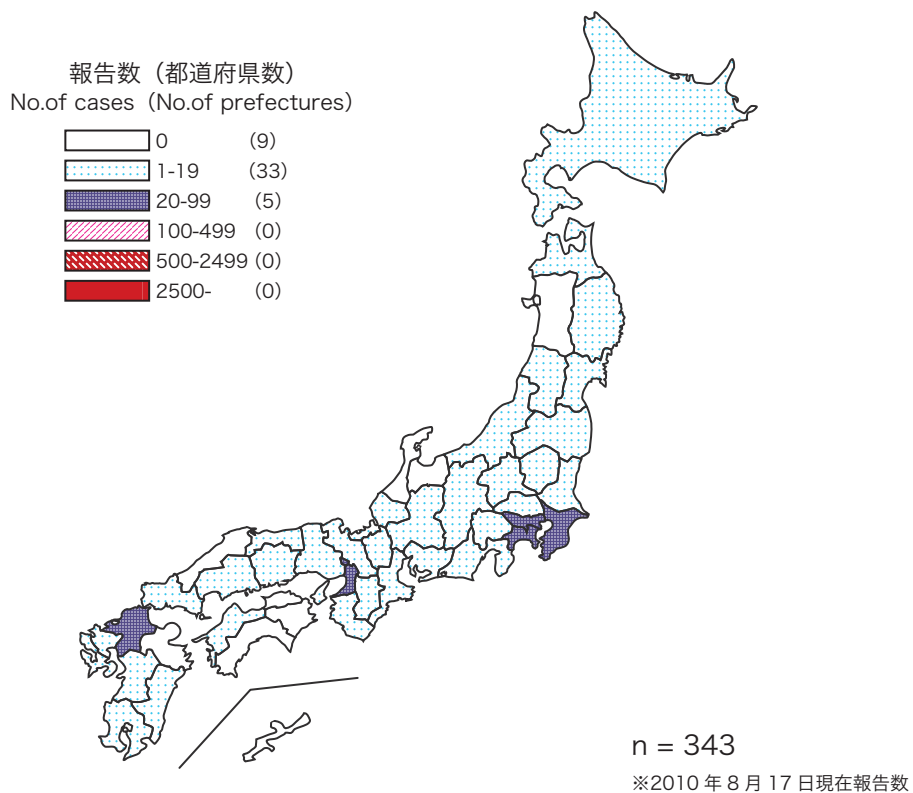 報告数（都道府県数）
No.of cases（No.of prefectures）
0 (9)
1-19 (33)
20-99 (5)
100-499 (0)
500-2499 (0)
2500- (0)
n = 343
※2010 年 8 月 17 日現在報告数